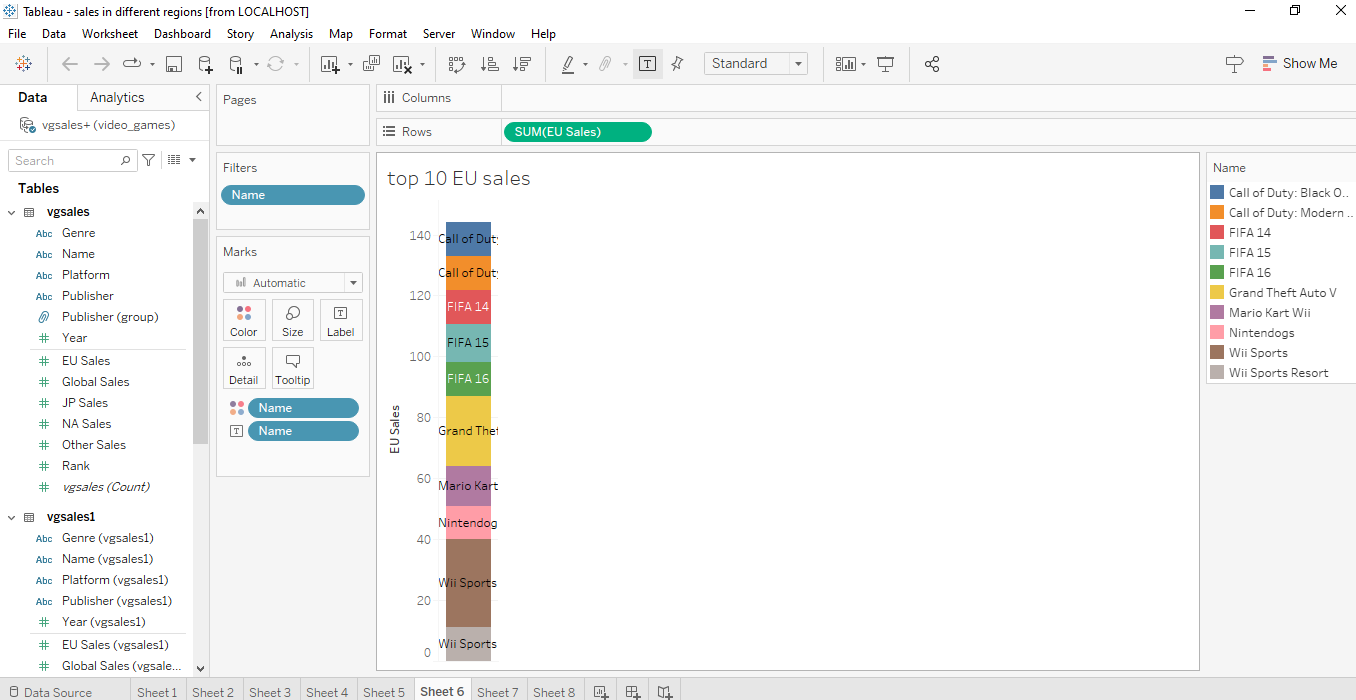 Tableau - sales in different regions [from LOCALHOST]
File Data Worksheet Dashboard Story Analysis Map Format Server Window Help
Standard
Show Me
Data Analytics
vgsales+ (video_games)
Search
Tables
vgsales
Abc Genre
Abc Name
Abc Platform
Abc Publisher
Publisher (group)
Year
EU Sales
Global Sales
JP Sales
NA Sales
Other Sales
Rank
vgsales (Count)
vgsales1
Abc Genre (vgsales1)
Abc Name (vgsales1)
Abc Platform (vgsales1)
Abc Publisher (vgsales1)
Year (vgsales1)
EU Sales (vgsales1)
Global Sales (vgsale...
Pages
Filters
Name
Marks
Automatic
Color Size Label
Detail Tooltip
Name
Name
Columns
Rows SUM(EU Sales)
top 10 EU sales
EU Sales
140
120
100
80
60
40
20
0
Call of Duty
Call of Duty
FIFA 14
FIFA 15
FIFA 16
Grand Thef
Mario Kart
Nintendog
Wii Sports
Wii Sports
Name
Call of Duty: Black O..
Call of Duty: Modern ..
FIFA 14
FIFA 15
FIFA 16
Grand Theft Auto V
Mario Kart Wii
Nintendogs
Wii Sports
Wii Sports Resort
Data Source Sheet 1 Sheet 2 Sheet 3 Sheet 4 Sheet 5 Sheet 6 Sheet 7 Sheet 8